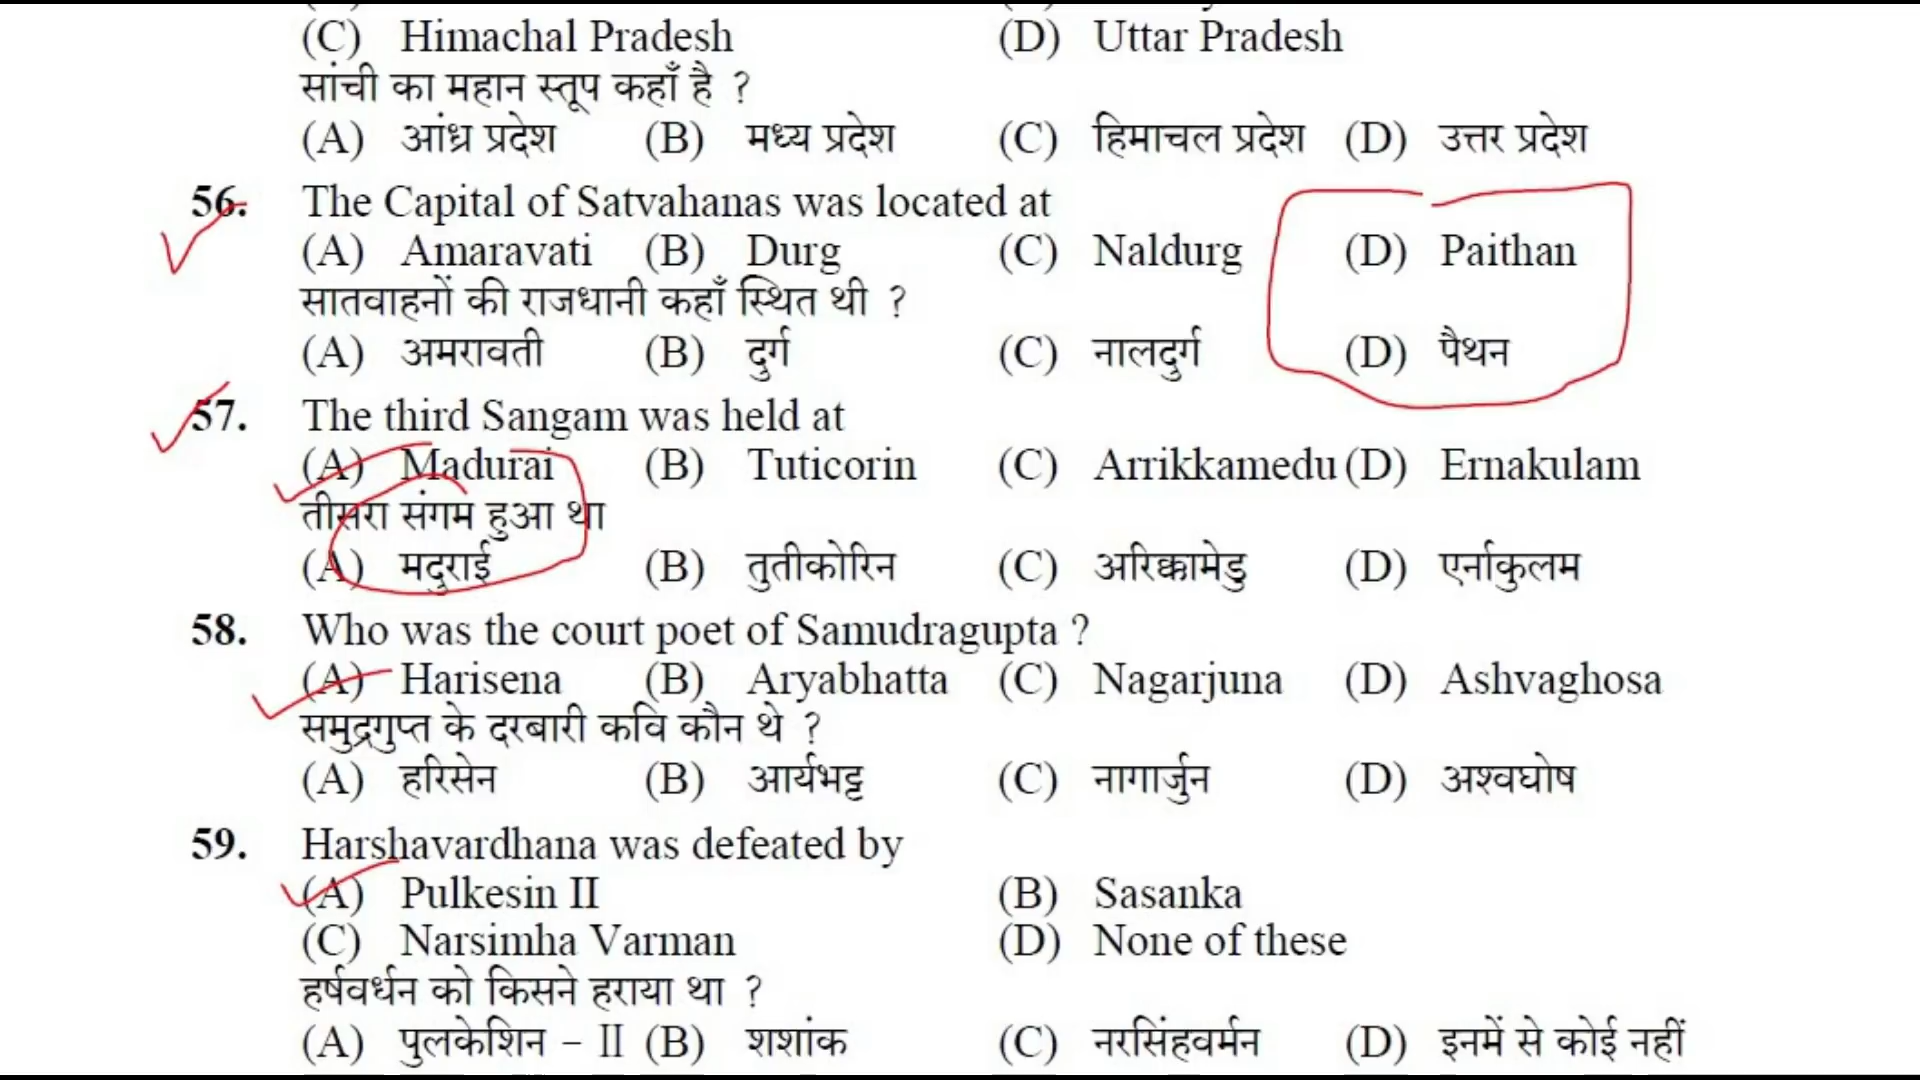 (C) Himachal Pradesh (D) Uttar Pradesh
सांची का महान स्तूप कहाँ है ?
(A) आंध्र प्रदेश (B) मध्य प्रदेश (C) हिमाचल प्रदेश (D) उत्तर प्रदेश
56. The Capital of Satvahanas was located at
(A) Amaravati (B) Durg (C) Naldurg (D) Paithan
सातवाहनों की राजधानी कहाँ स्थित थी ?
(A) अमरावती (B) दुर्ग (C) नालदुर्ग (D) पैथन
57. The third Sangam was held at
(A) Madurai (B) Tuticorin (C) Arrikkamedu (D) Ernakulam
तीसरा संगम हुआ था
(A) मदुराई (B) तुतीकोरिन (C) अरिक्कामेडु (D) एर्नाकुलम
58. Who was the court poet of Samudragupta ?
(A) Harisena (B) Aryabhatta (C) Nagarjuna (D) Ashvaghosa
समुद्रगुप्त के दरबारी कवि कौन थे ?
(A) हरिसेन (B) आर्यभट्ट (C) नागार्जुन (D) अश्वघोष
59. Harshavardhana was defeated by
(A) Pulkesin II (B) Sasanka
(C) Narsimha Varman (D) None of these
हर्षवर्धन को किसने हराया था ?
(A) पुलकेशिन – II (B) शशांक (C) नरसिंहवर्मन (D) इनमें से कोई नहीं